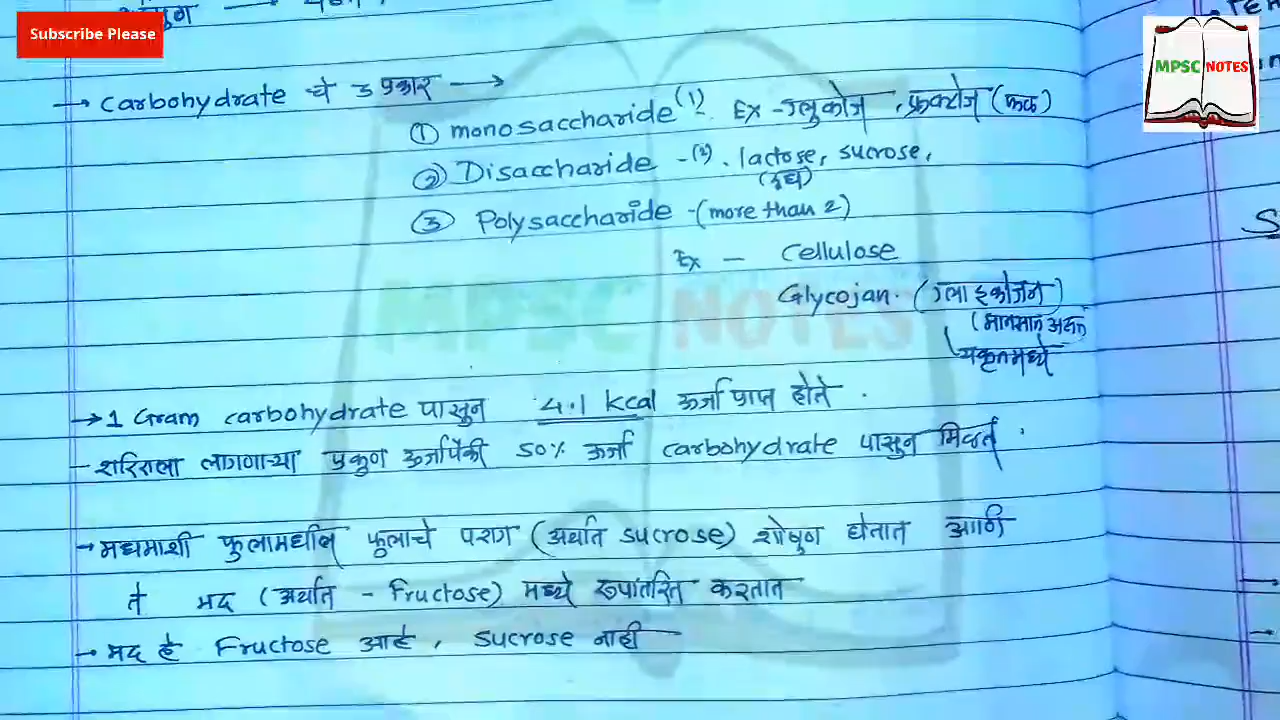 Subscribe Please
MPSC NOTES
→ carbohydrate चे 3 प्रकार →
① monosaccharide (1). Ex - ग्लुकोज, फ्रक्टोज (फळ)
② Disaccharide - (2). lactose, sucrose,
(दुध)
③ Polysaccharide - (more than 2)
Ex - Cellulose
Glycojan. (ग्लाइकोजन)
यकृतमध्ये
→ 1 Gram carbohydrate पासुन 4.1 kcal ऊर्जा प्राप्त होते.
- शरिराला लागणाऱ्या एकुण ऊर्जापैकी 50% ऊर्जा carbohydrate पासुन मिळते.
→ मधमाशी फुलामधील फुलाचे पराग (अर्थात sucrose) शोषुण घेतात आणि
ते मध (अर्थात - Fructose) मध्ये रूपांतरित करतात
→ मध हे Fructose आहे, sucrose नाही